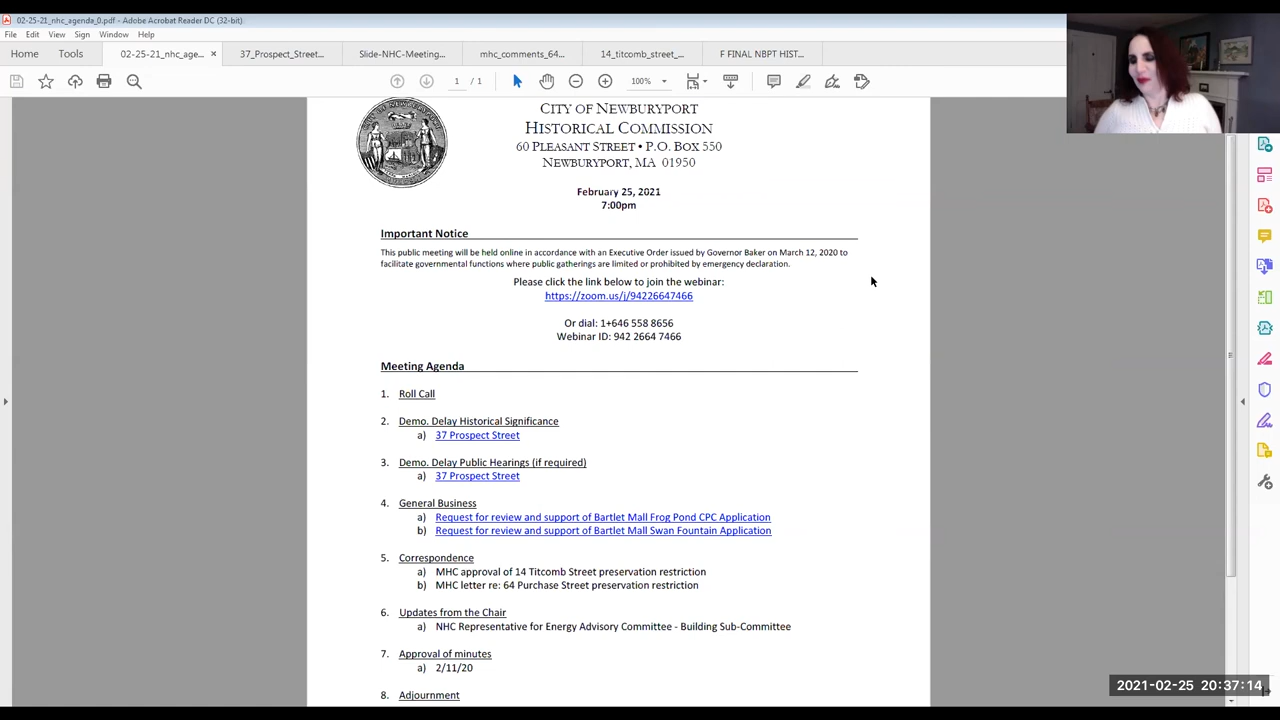 02-25-21_nhc_agenda_0.pdf - Adobe Acrobat Reader DC (32-bit)
File Edit View Sign Window Help
Home Tools 02-25-21_nhc_age... × 37_Prospect_Street... Slide-NHC-Meeting... mhc_comments_64... 14_titcomb_street_... F FINAL NBPT HIST...
1 / 1 100%
CITY OF NEWBURYPORT
HISTORICAL COMMISSION
60 PLEASANT STREET • P.O. BOX 550
NEWBURYPORT, MA 01950
February 25, 2021
7:00pm
Important Notice
This public meeting will be held online in accordance with an Executive Order issued by Governor Baker on March 12, 2020 to
facilitate governmental functions where public gatherings are limited or prohibited by emergency declaration.
Please click the link below to join the webinar:
https://zoom.us/j/94226647466
Or dial: 1+646 558 8656
Webinar ID: 942 2664 7466
Meeting Agenda
1. Roll Call
2. Demo. Delay Historical Significance
a) 37 Prospect Street
3. Demo. Delay Public Hearings (if required)
a) 37 Prospect Street
4. General Business
a) Request for review and support of Bartlet Mall Frog Pond CPC Application
b) Request for review and support of Bartlet Mall Swan Fountain Application
5. Correspondence
a) MHC approval of 14 Titcomb Street preservation restriction
b) MHC letter re: 64 Purchase Street preservation restriction
6. Updates from the Chair
a) NHC Representative for Energy Advisory Committee - Building Sub-Committee
7. Approval of minutes
a) 2/11/20
8. Adjournment
2021-02-25 20:37:14